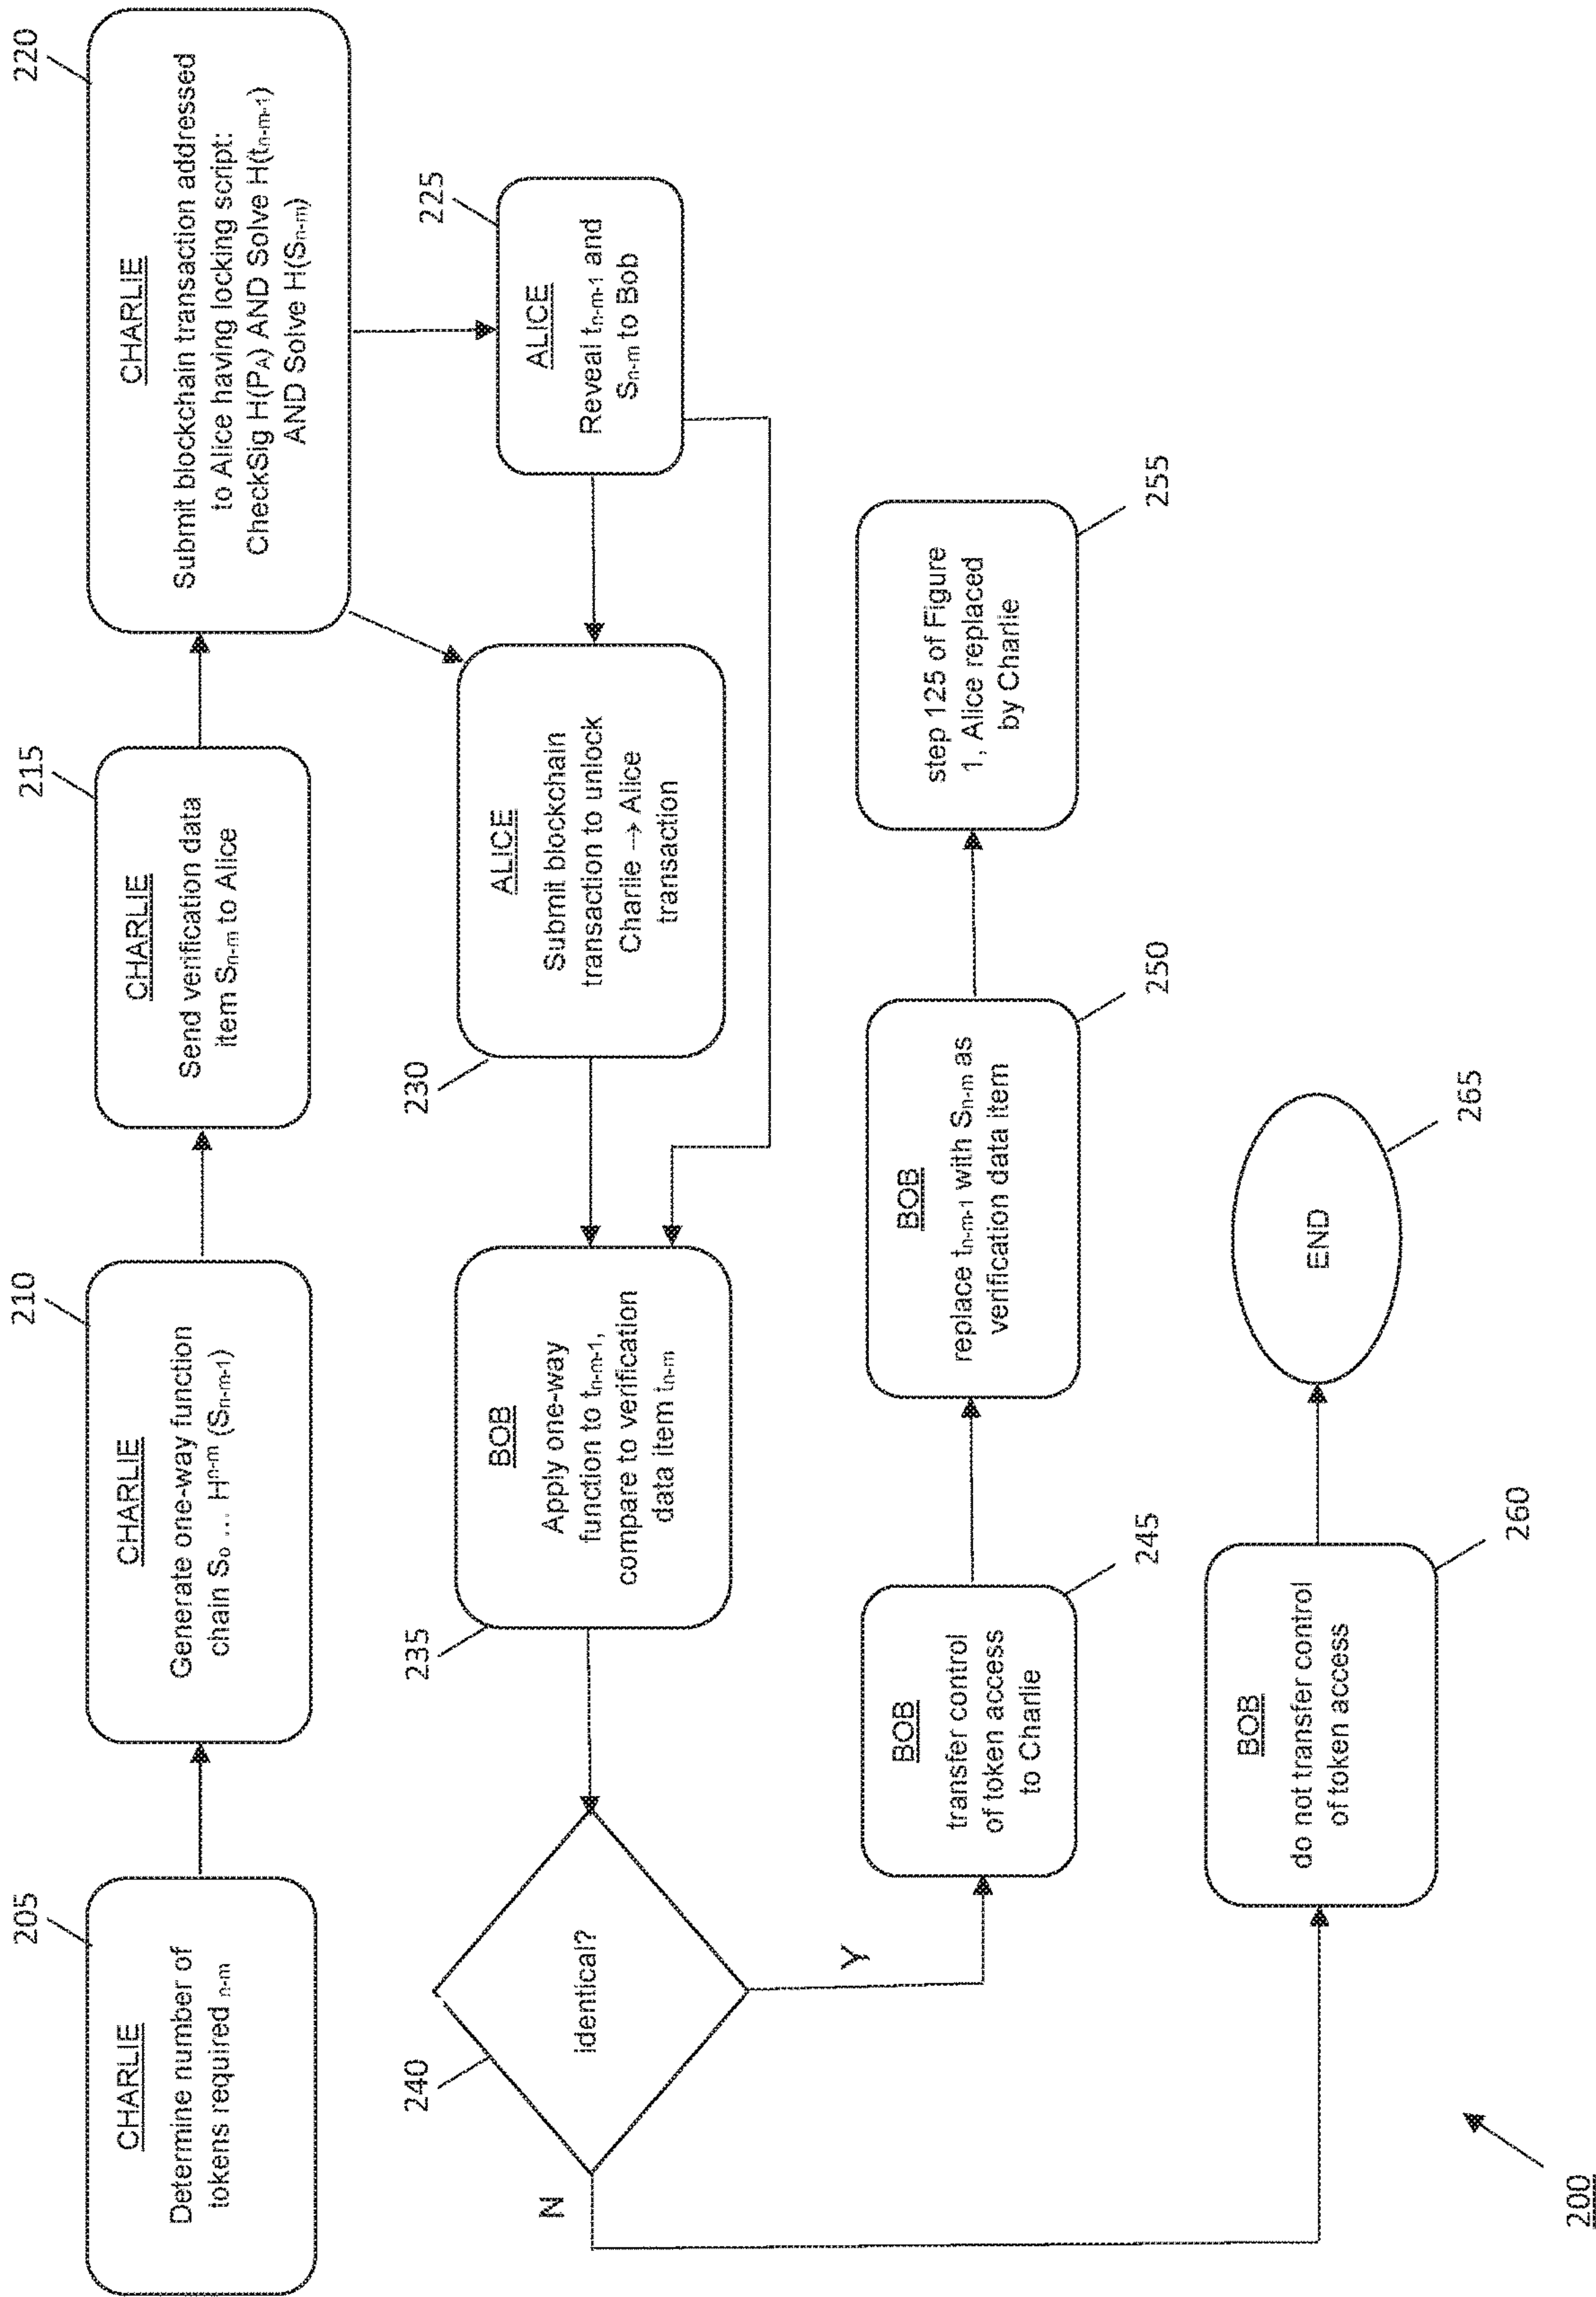 205
CHARLIE
Determine number of
tokens required n-m
210
CHARLIE
Generate one-way function
chain S₀ ... Hⁿ⁻ᵐ (Sn-m-1)
215
CHARLIE
Send verification data
item Sn-m to Alice
220
CHARLIE
Submit blockchain transaction addressed
to Alice having locking script:
CheckSig H(PA) AND Solve H(tn-m-1)
AND Solve H(Sn-m)
225
ALICE
Reveal tn-m-1 and
Sn-m to Bob
230
ALICE
Submit blockchain
transaction to unlock
Charlie → Alice
transaction
235
BOB
Apply one-way
function to tn-m-1,
compare to verification
data item tn-m
240
identical?
Y
N
245
BOB
transfer control
of token access
to Charlie
250
BOB
replace tn-m-1 with Sn-m as
verification data item
255
step 125 of Figure
1, Alice replaced
by Charlie
260
BOB
do not transfer control
of token access
265
END
200